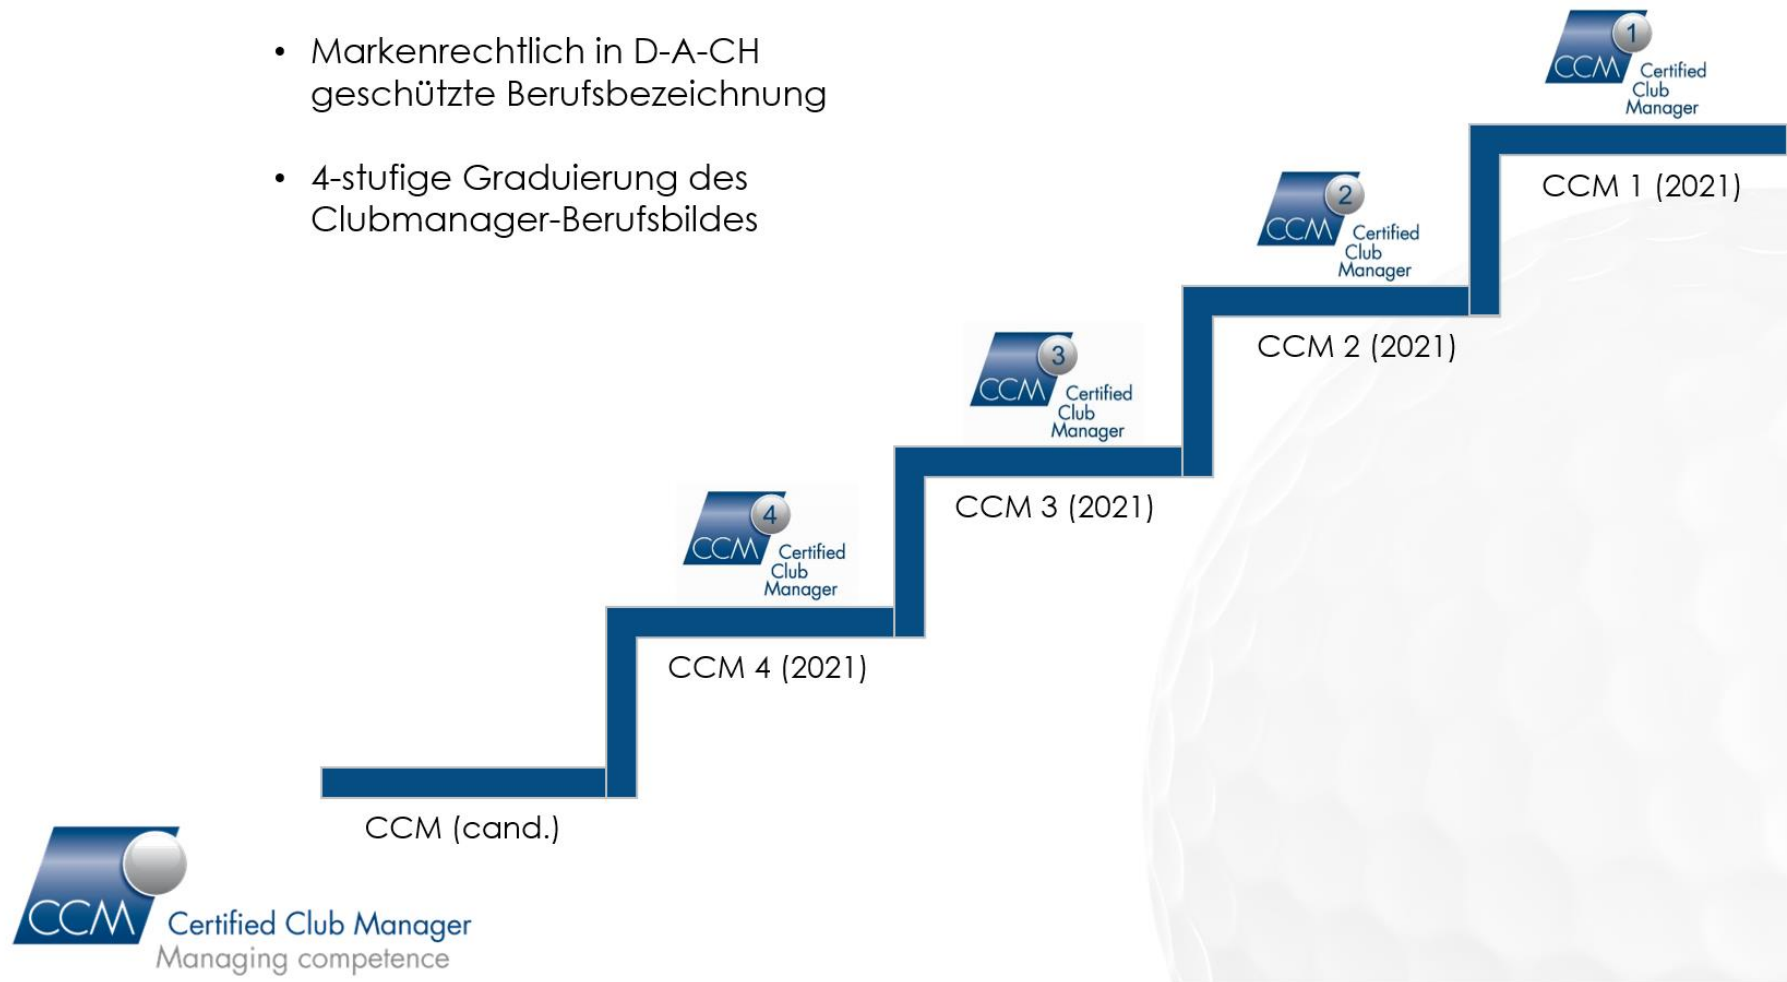 • Markenrechtlich in D-A-CH
geschützte Berufsbezeichnung
• 4-stufige Graduierung des
Clubmanager-Berufsbildes
1
CCM
Certified
Club
Manager
CCM 1 (2021)
2
CCM
Certified
Club
Manager
CCM 2 (2021)
3
CCM
Certified
Club
Manager
CCM 3 (2021)
4
CCM
Certified
Club
Manager
CCM 4 (2021)
CCM (cand.)
CCM
Certified Club Manager
Managing competence